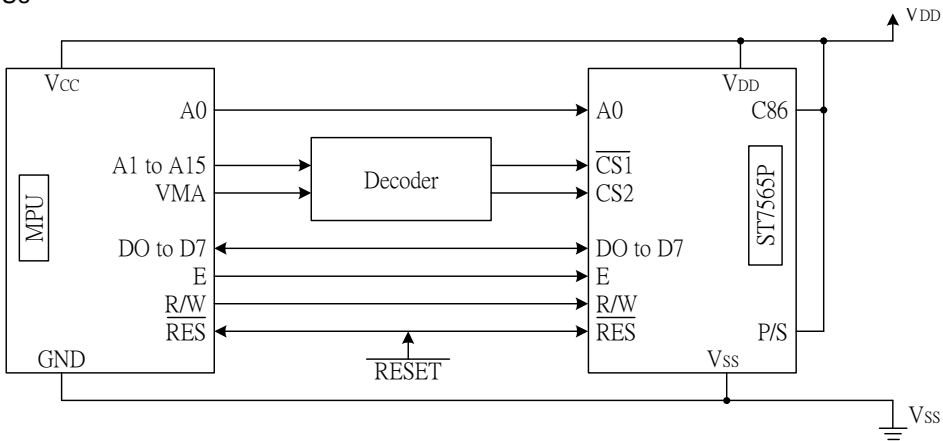 VDD
VCC
VDD
A0
A0
C86
A1 to A15
Decoder
CS1
VMA
CS2
MPU
ST7565P
DO to D7
DO to D7
E
E
R/W
R/W
RES
RES
P/S
RESET
GND
VSS
VSS